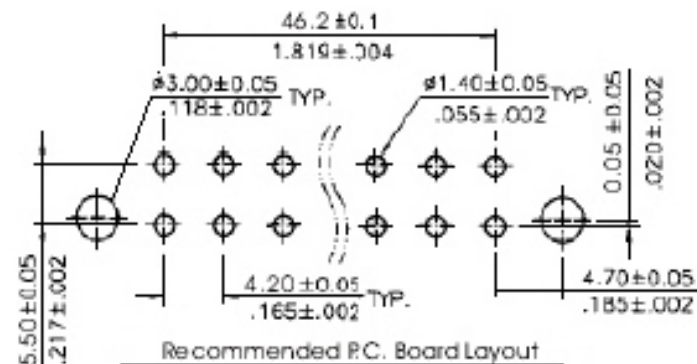 46.2±0.1
1.819±.004
ø3.00±0.05
.118±.002
TYP.
ø1.40±0.05
.055±.002
TYP.
0.05±0.05
.020±.002
4.20±0.05
.165±.002
TYP.
4.70±0.05
.185±.002
5.50±0.05
.217±.002
Recommended P.C. Board Layout